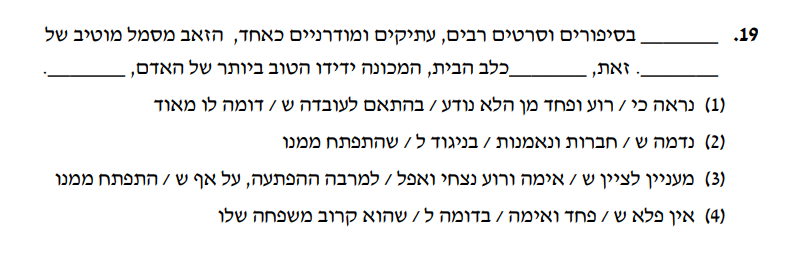 19. ________ בסיפורים וסרטים רבים, עתיקים ומודרניים כאחד, הזאב מסמל מוטיב של
________. זאת, ________כלב הבית, המכונה ידידו הטוב ביותר של האדם, ________.
(1) נראה כי / רוע ופחד מן הלא נודע / בהתאם לעובדה ש / דומה לו מאוד
(2) נדמה ש / חברות ונאמנות / בניגוד ל / שהתפתח ממנו
(3) מעניין לציין ש / אימה ורוע נצחי ואפל / למרבה ההפתעה, על אף ש / התפתח ממנו
(4) אין פלא ש / פחד ואימה / בדומה ל / שהוא קרוב משפחה שלו